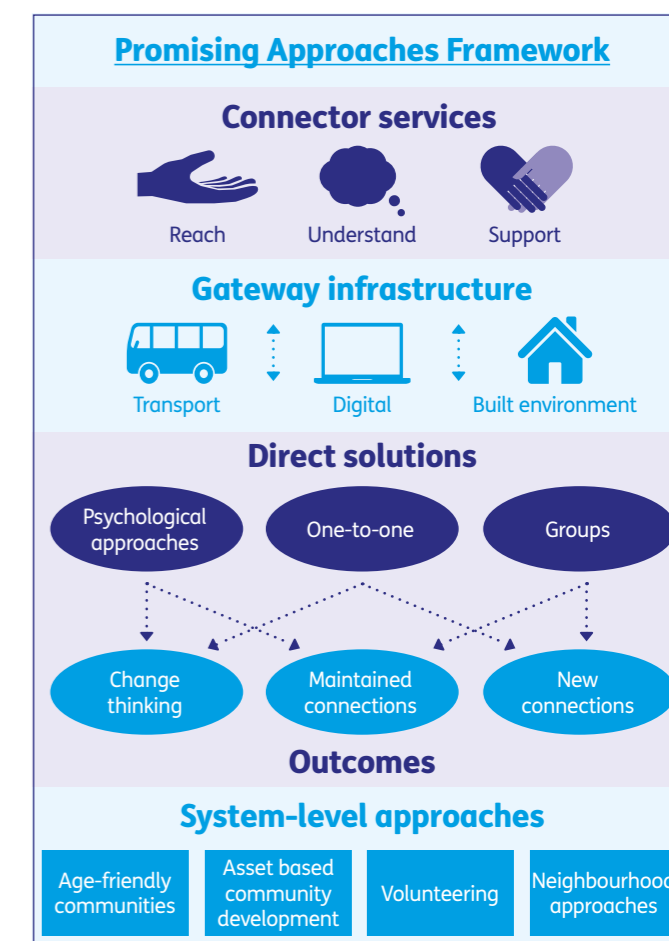 Promising Approaches Framework
Connector services
Reach
Understand
Support
Gateway infrastructure
Transport
Digital
Built environment
Direct solutions
Psychological
approaches
One-to-one
Groups
Change
thinking
Maintained
connections
New
connections
Outcomes
System-level approaches
Age-friendly
communities
Asset based
community
development
Volunteering
Neighbourhood
approaches